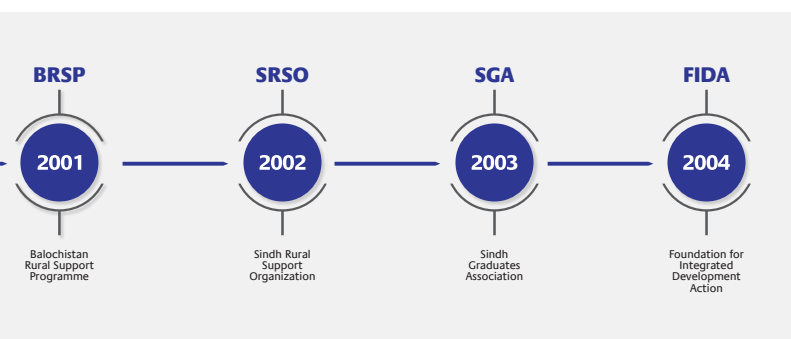 BRSP
2001
Balochistan
Rural Support
Programme
SRSO
2002
Sindh Rural
Support
Organization
SGA
2003
Sindh
Graduates
Association
FIDA
2004
Foundation for
Integrated
Development
Action